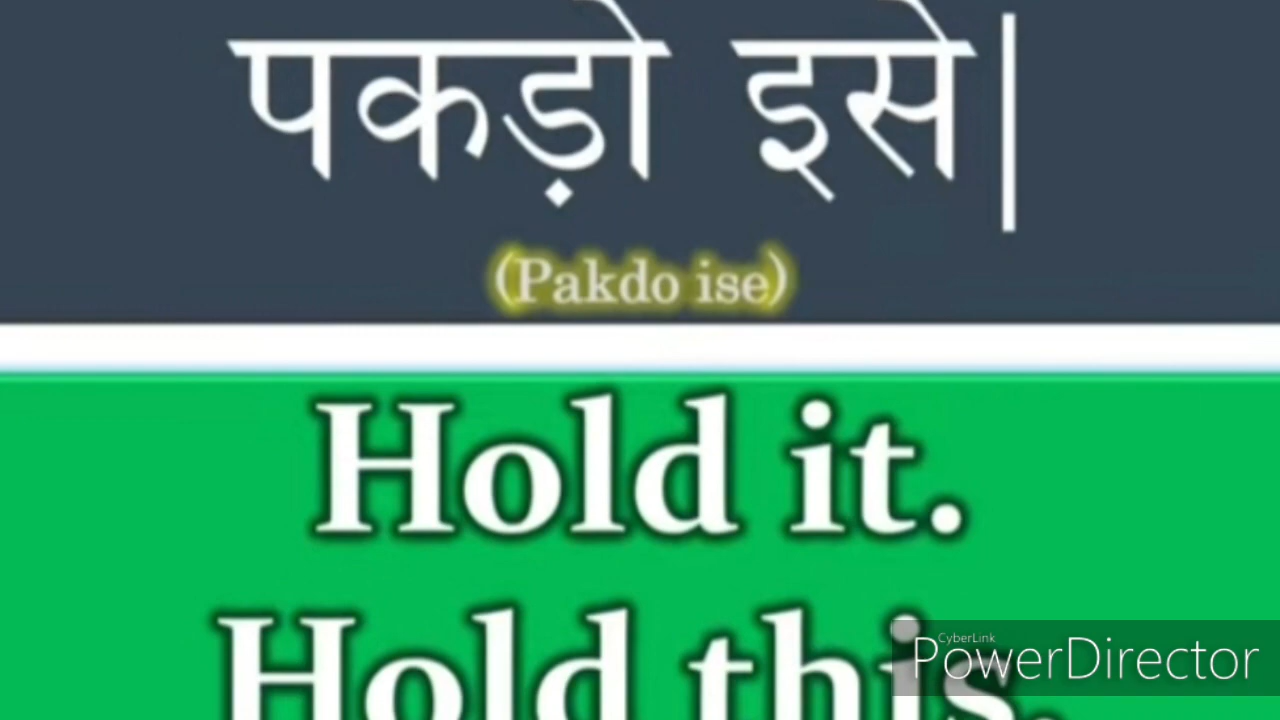 पकड़ो इसे|
(Pakdo ise)
Hold it.
Hold this.
CyberLink
PowerDirector